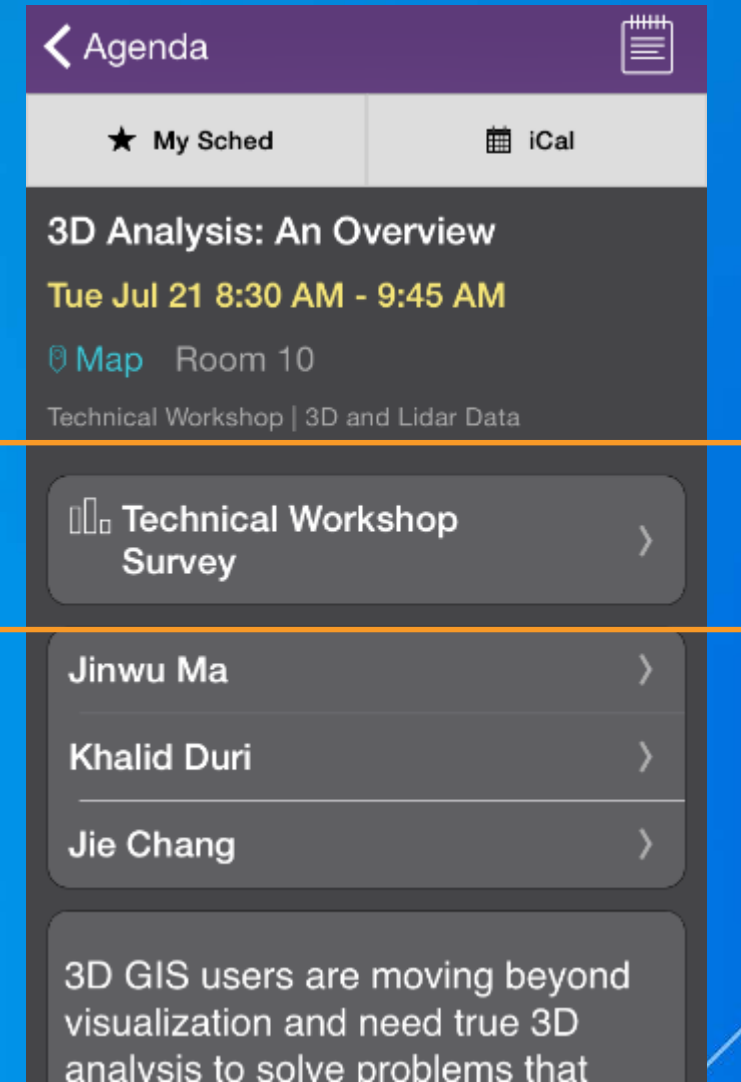 Agenda
My Sched
iCal
3D Analysis: An Overview
Tue Jul 21 8:30 AM - 9:45 AM
Map Room 10
Technical Workshop | 3D and Lidar Data
Technical Workshop
Survey
Jinwu Ma
Khalid Duri
Jie Chang
3D GIS users are moving beyond
visualization and need true 3D
analysis to solve problems that